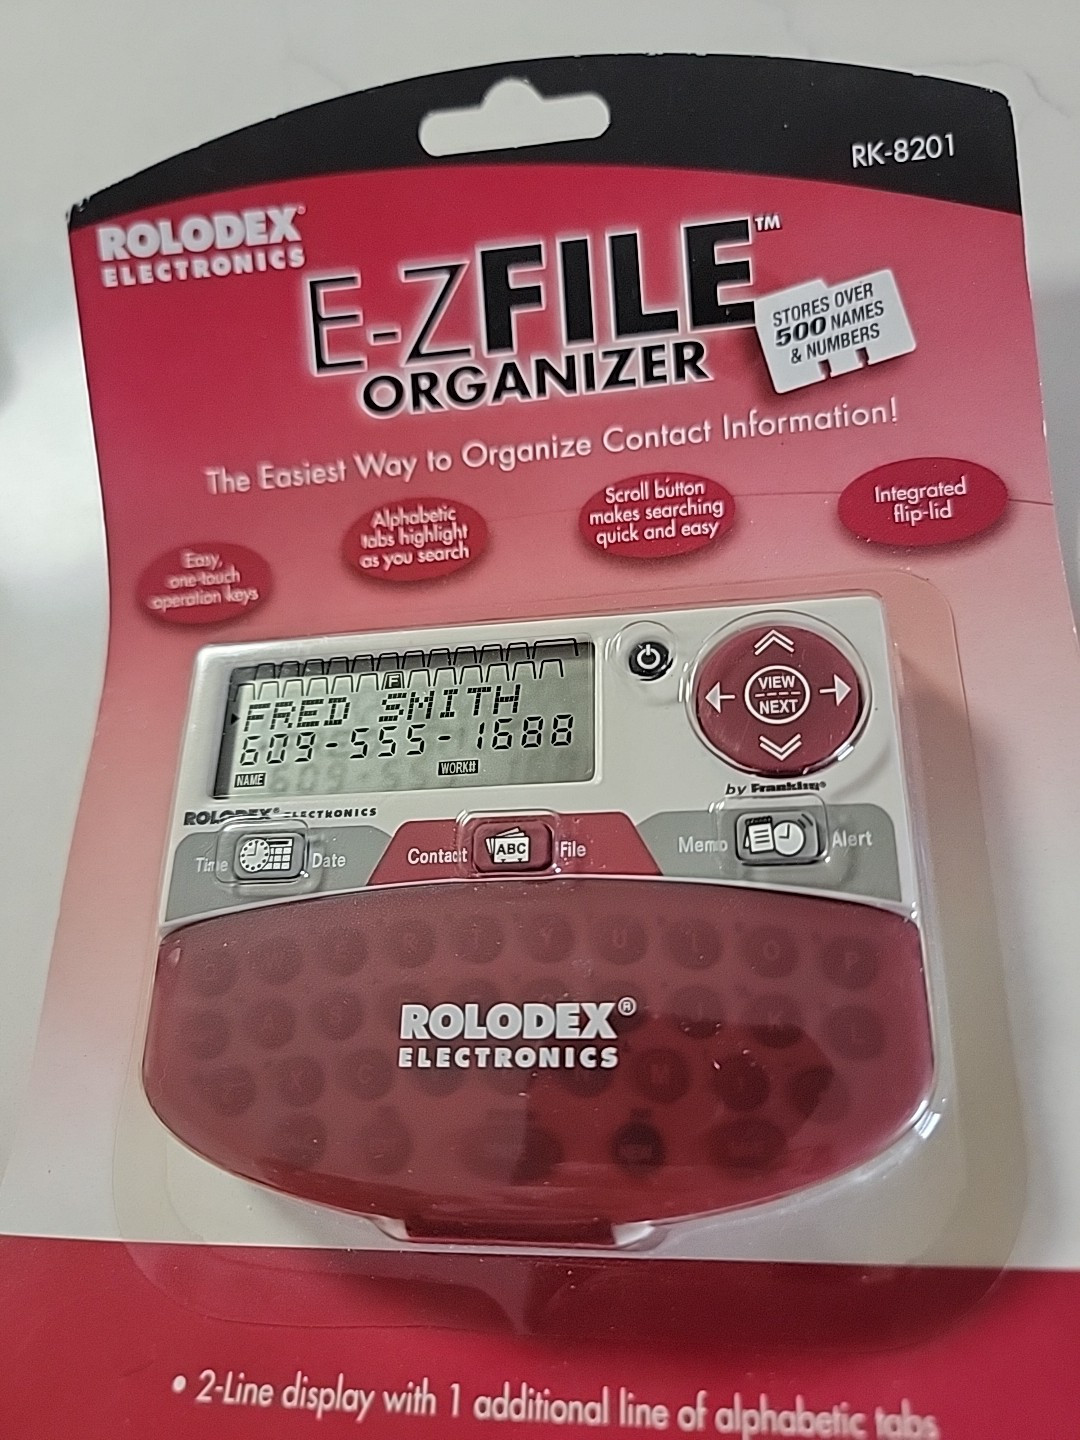 RK-8201
ROLODEX®
ELECTRONICS
E-Z FILE™
ORGANIZER
STORES OVER
500 NAMES
& NUMBERS
The Easiest Way to Organize Contact Information!
Easy,
one-touch
operation keys
Alphabetic
tabs highlight
as you search
Scroll button
makes searching
quick and easy
Integrated
flip-lid
F
FRED SMITH
609-555-1688
NAME
WORK#
VIEW
NEXT
by Franklin®
ROLODEX® ELECTRONICS
Time Date
Contact ABC File
Memo Alert
R Y U I O P
K L
X C M
ROLODEX®
ELECTRONICS
• 2-Line display with 1 additional line of alphabetic tabs